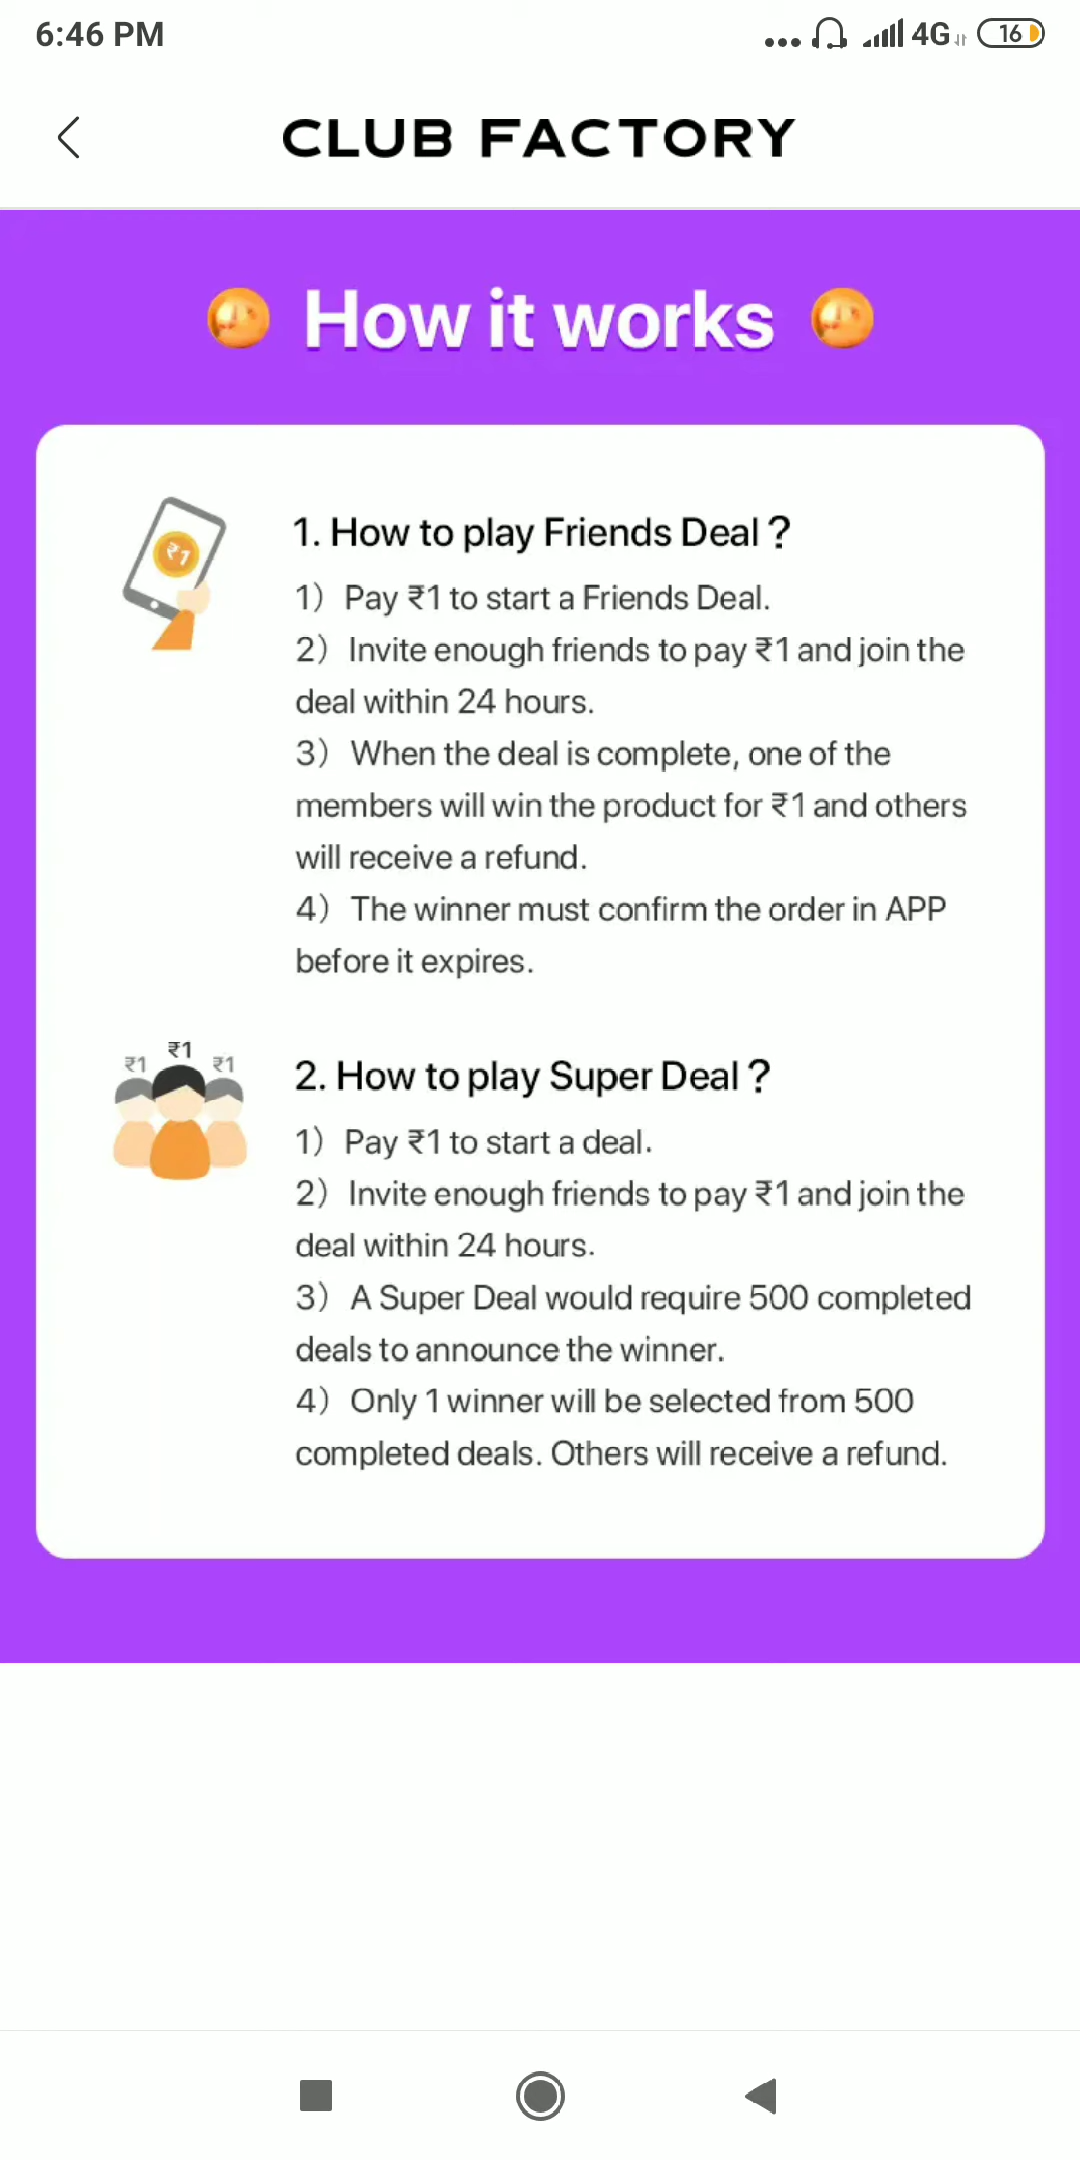 6:46 PM
4G
16
CLUB FACTORY
How it works
₹1
1. How to play Friends Deal？
1）Pay ₹1 to start a Friends Deal.
2）Invite enough friends to pay ₹1 and join the
deal within 24 hours.
3）When the deal is complete, one of the
members will win the product for ₹1 and others
will receive a refund.
4）The winner must confirm the order in APP
before it expires.
₹1
₹1
₹1
2. How to play Super Deal？
1）Pay ₹1 to start a deal.
2）Invite enough friends to pay ₹1 and join the
deal within 24 hours.
3）A Super Deal would require 500 completed
deals to announce the winner.
4）Only 1 winner will be selected from 500
completed deals. Others will receive a refund.